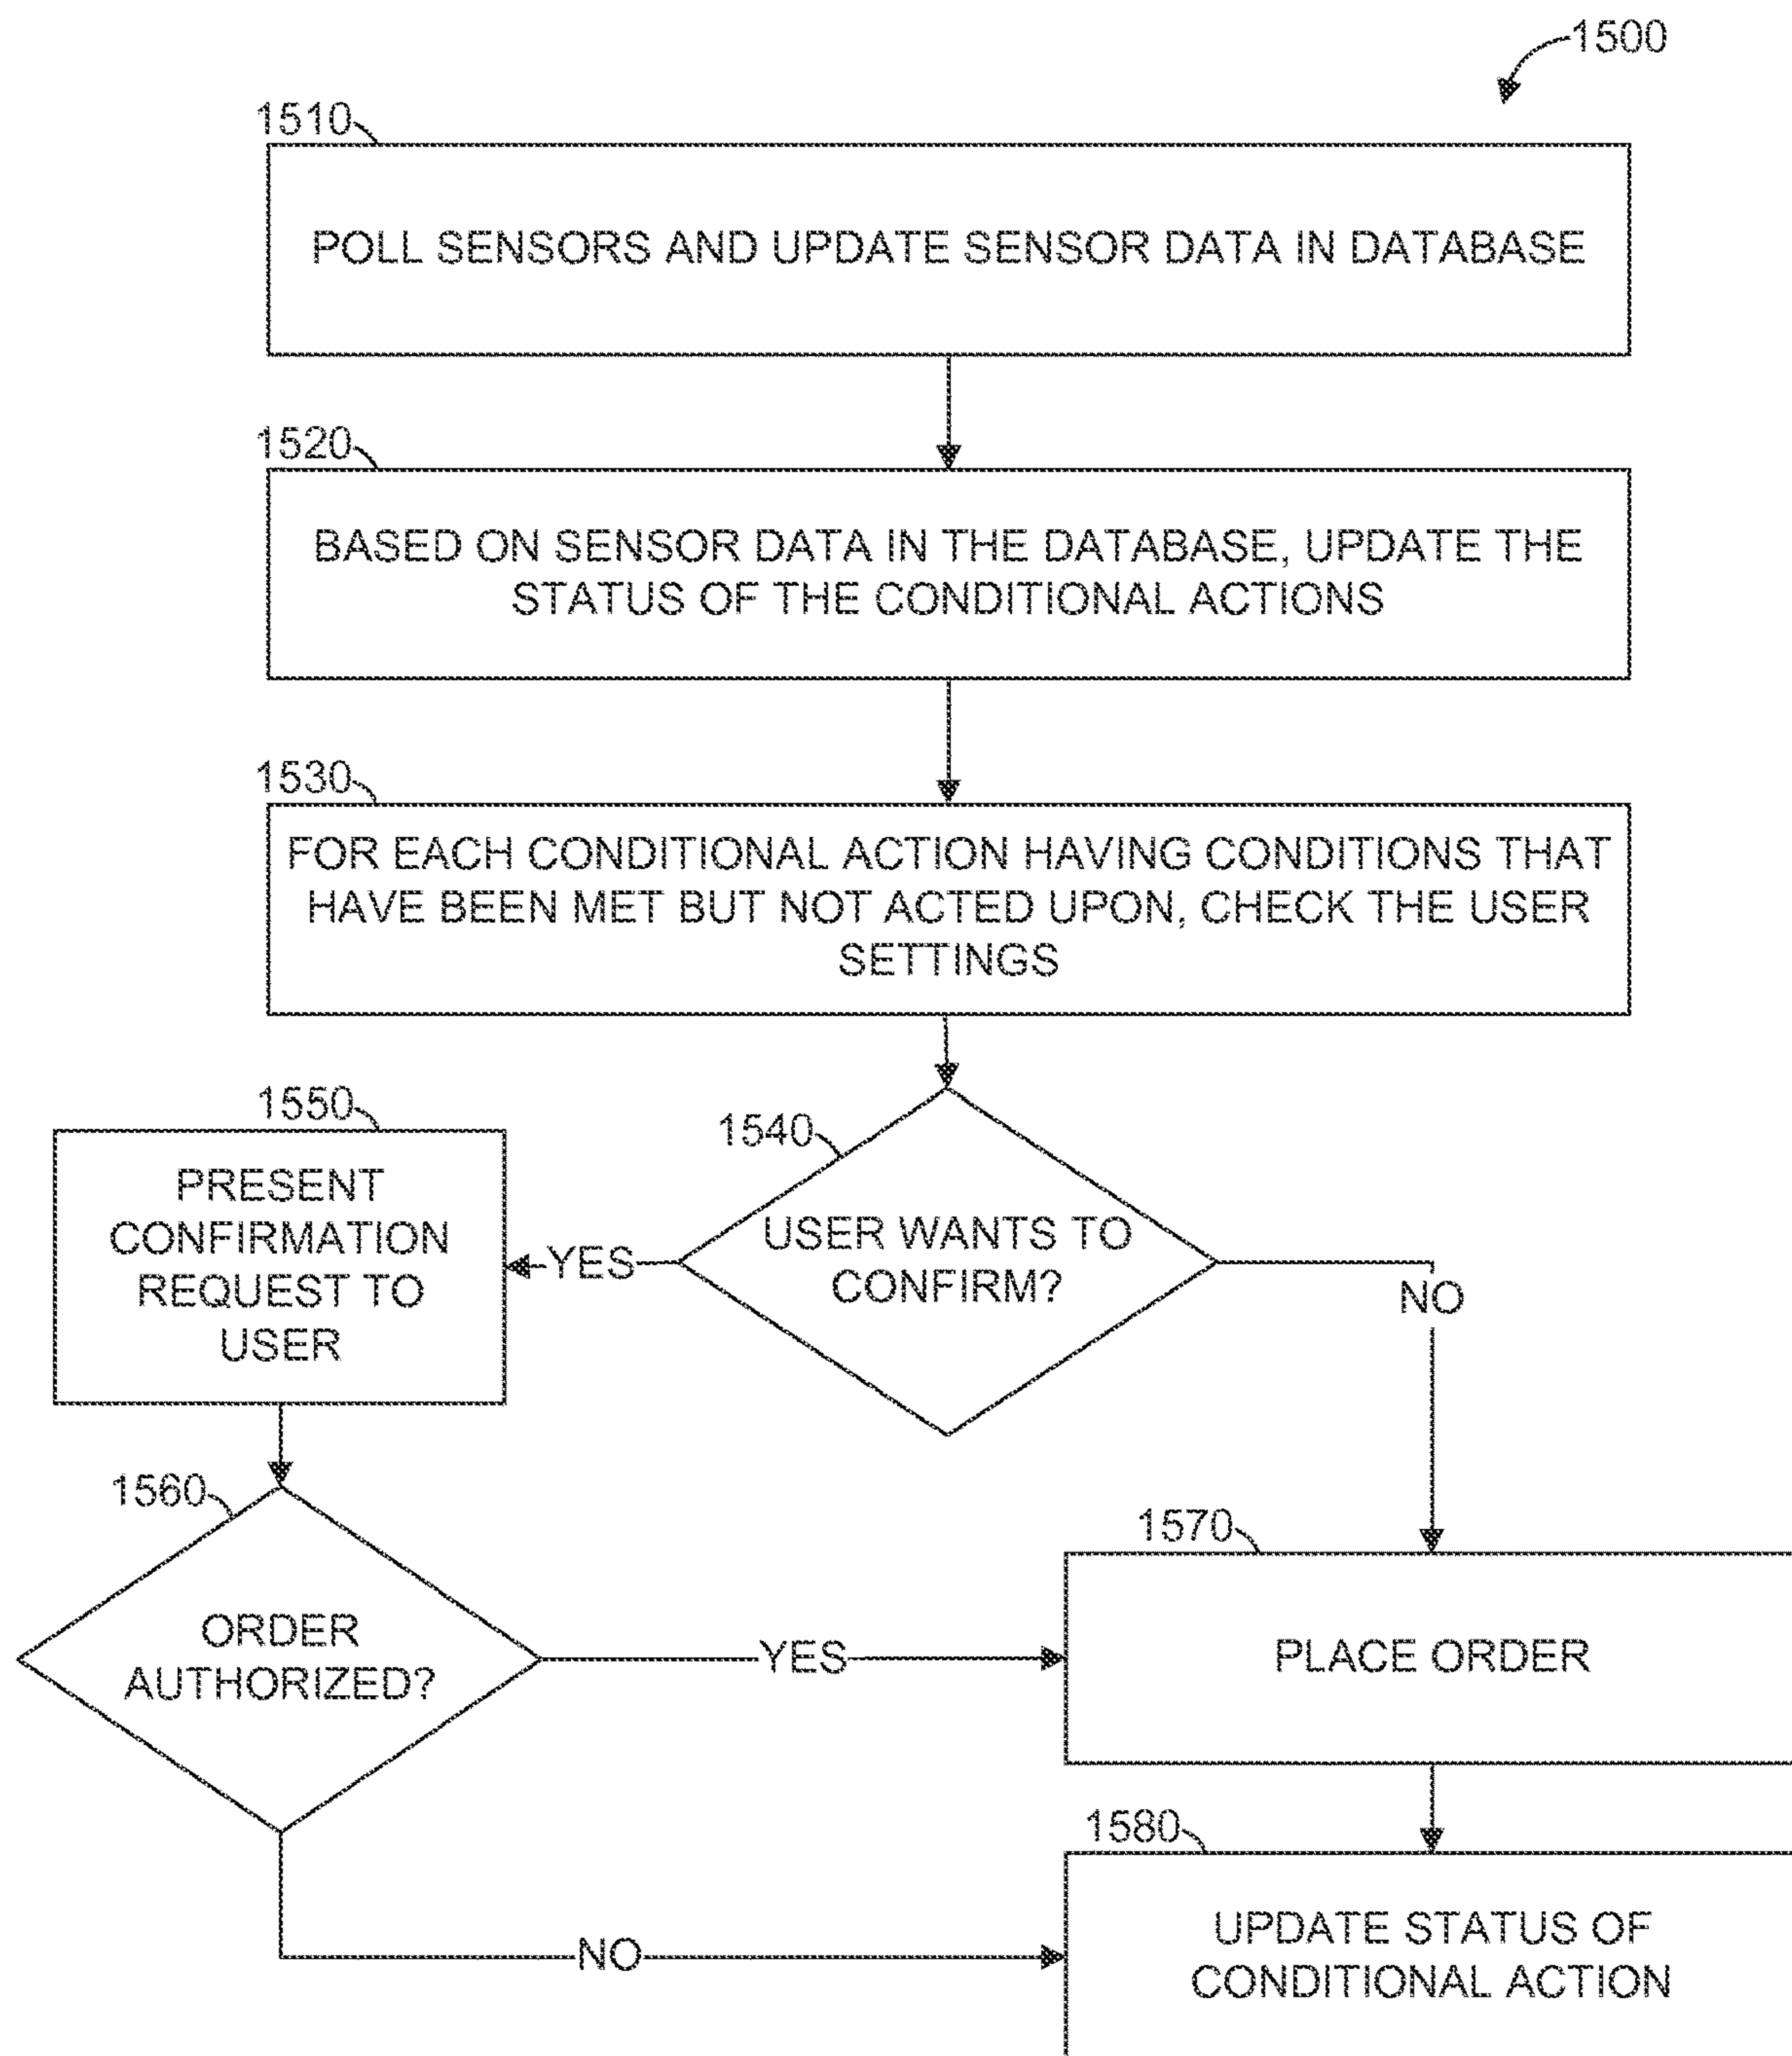 1500
1510
POLL SENSORS AND UPDATE SENSOR DATA IN DATABASE
1520
BASED ON SENSOR DATA IN THE DATABASE, UPDATE THE
STATUS OF THE CONDITIONAL ACTIONS
1530
FOR EACH CONDITIONAL ACTION HAVING CONDITIONS THAT
HAVE BEEN MET BUT NOT ACTED UPON, CHECK THE USER
SETTINGS
1540
USER WANTS TO
CONFIRM?
YES
NO
1550
PRESENT
CONFIRMATION
REQUEST TO
USER
1560
ORDER
AUTHORIZED?
YES
NO
1570
PLACE ORDER
1580
UPDATE STATUS OF
CONDITIONAL ACTION